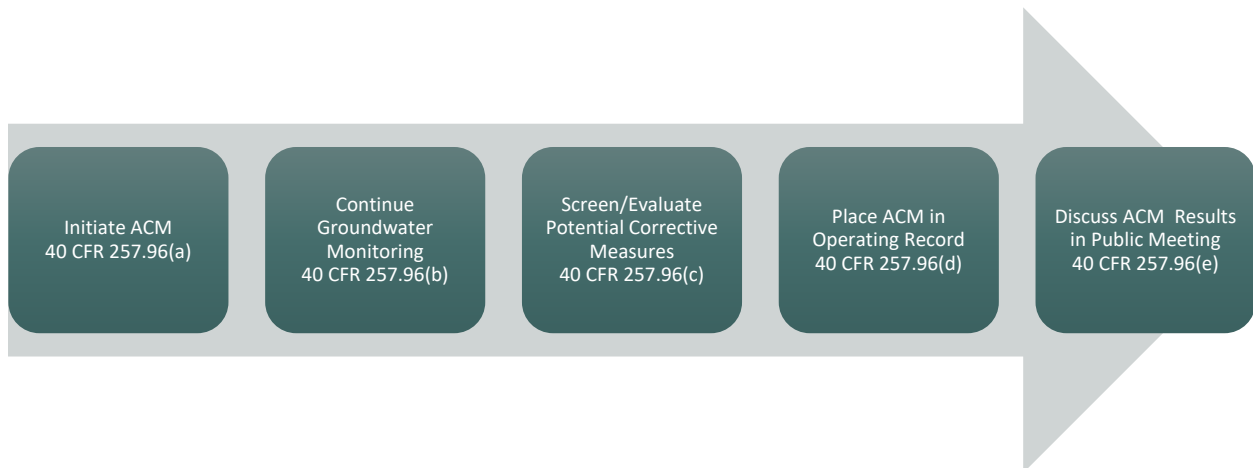 Initiate ACM
40 CFR 257.96(a)
Continue
Groundwater
Monitoring
40 CFR 257.96(b)
Screen/Evaluate
Potential Corrective
Measures
40 CFR 257.96(c)
Place ACM in
Operating Record
40 CFR 257.96(d)
Discuss ACM  Results
in Public Meeting
40 CFR 257.96(e)